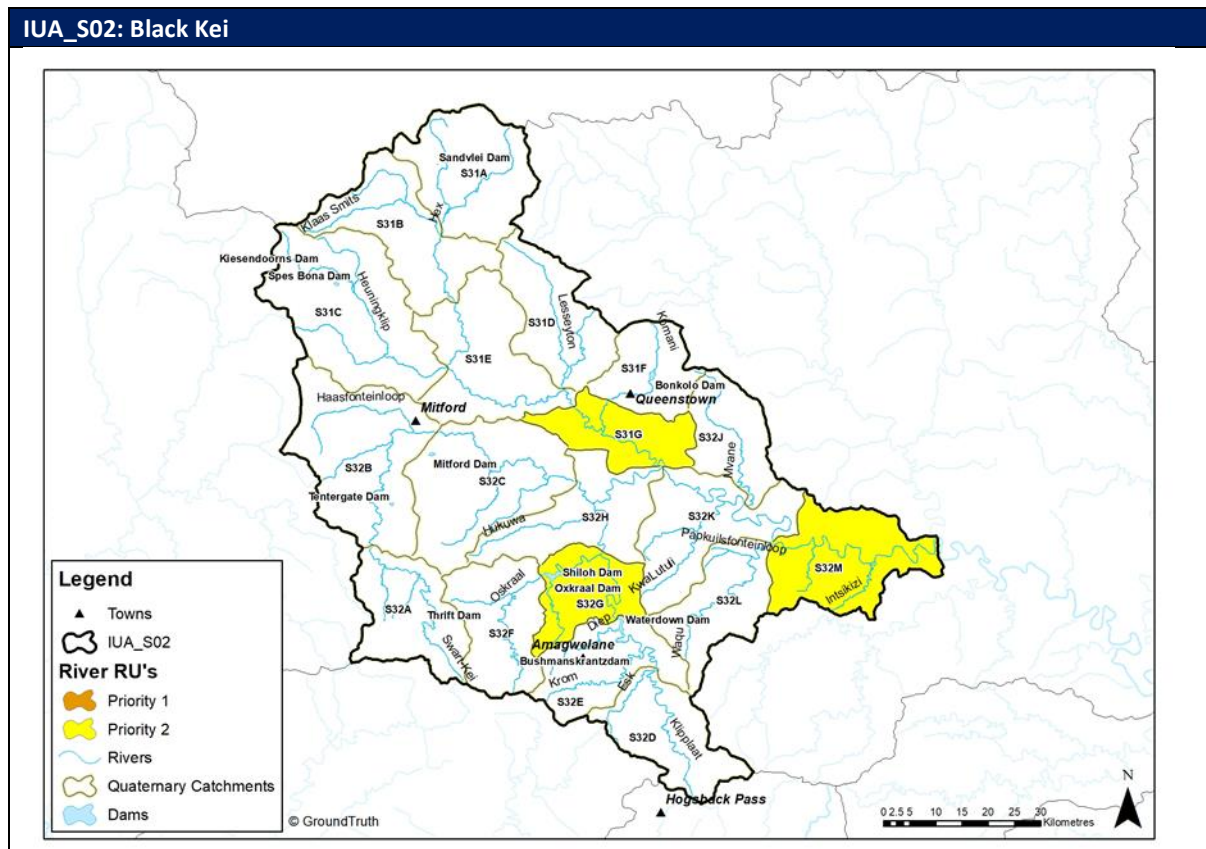 IUA_S02: Black Kei
Sandvlei Dam
S31A
Klaas Smits
Hex
S31B
Kiesendoorns Dam
Spes Bona Dam
Heuningklip
S31C
Lesseyton
S31D
Komani
S31E
S31F
Bonkolo Dam
Queenstown
Haasfonteinloop
Mitford
S31G
S32J
Mvane
S32B
Mitford Dam
S32C
Tentergate Dam
Hukuwa
S32H
S32K
Papkuilsfonteinloop
Shiloh Dam
Oxkraal Dam
S32G
KwaLutuli
S32M
Intsikizi
Oskraal
S32A
Thrift Dam
S32F
Swart-Kei
Diep
Waterdown Dam
S32L
Waqu
Amagwelane
Bushmanskrantzdam
Krom
Esk
S32E
S32D
Klipplaat
Hogsback Pass
Legend
Towns
IUA_S02
River RU's
Priority 1
Priority 2
Rivers
Quaternary Catchments
Dams
© GroundTruth
N
0 2.5 5 10 15 20 25 30
Kilometres